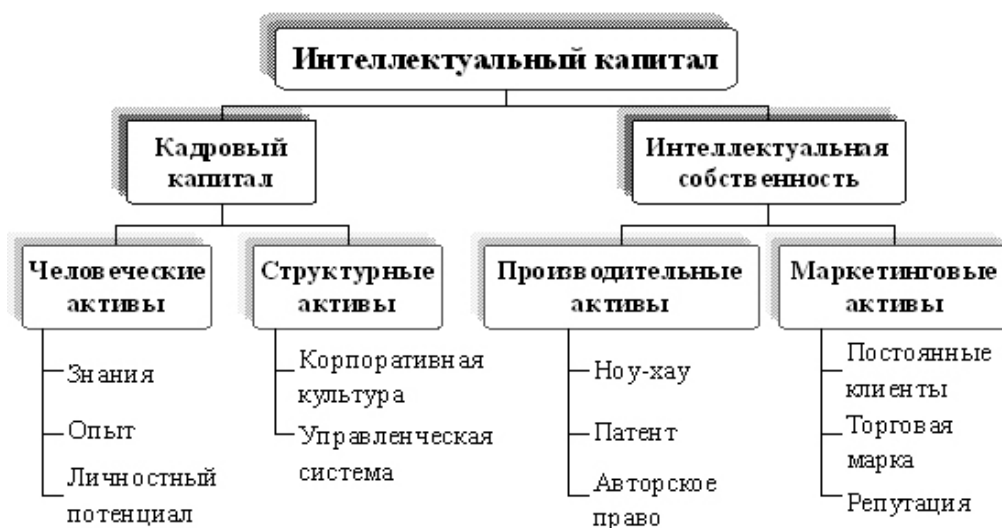 Интеллектуальный капитал
Кадровый
капитал
Интеллектуальная
собственность
Человеческие
активы
Структурные
активы
Производительные
активы
Маркетинговые
активы
Знания
Опыт
Личностный
потенциал
Корпоративная
культура
Управленческая
система
Ноу-хау
Патент
Авторское
право
Постоянные
клиенты
Торговая
марка
Репутация